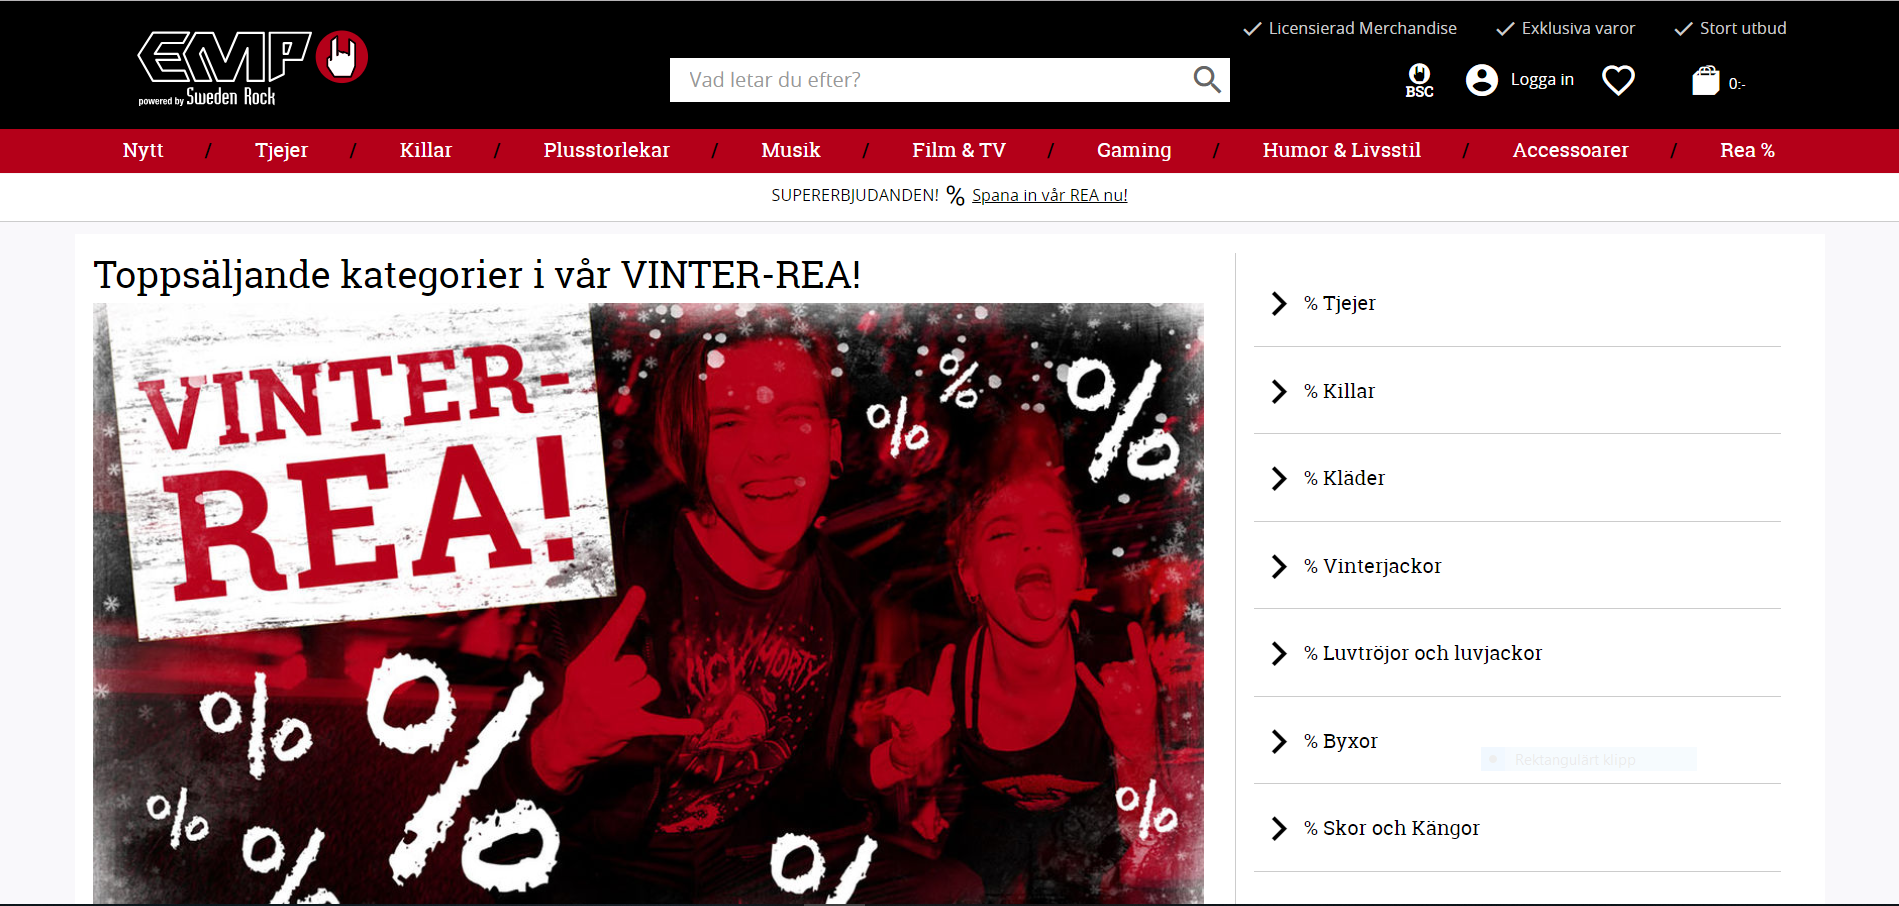 EMP
powered by Sweden Rock
Licensierad Merchandise
Exklusiva varor
Stort utbud
Vad letar du efter?
BSC
Logga in
0:-
Nytt / Tjejer / Killar / Plusstorlekar / Musik / Film & TV / Gaming / Humor & Livsstil / Accessoarer / Rea %
SUPERERBJUDANDEN! % Spana in vår REA nu!
Toppsäljande kategorier i vår VINTER-REA!
VINTER-
REA!
% % %
RICK MORTY
% %
% % %
%
% Tjejer
% Killar
% Kläder
% Vinterjackor
% Luvtröjor och luvjackor
% Byxor
Rektangulärt klipp
% Skor och Kängor